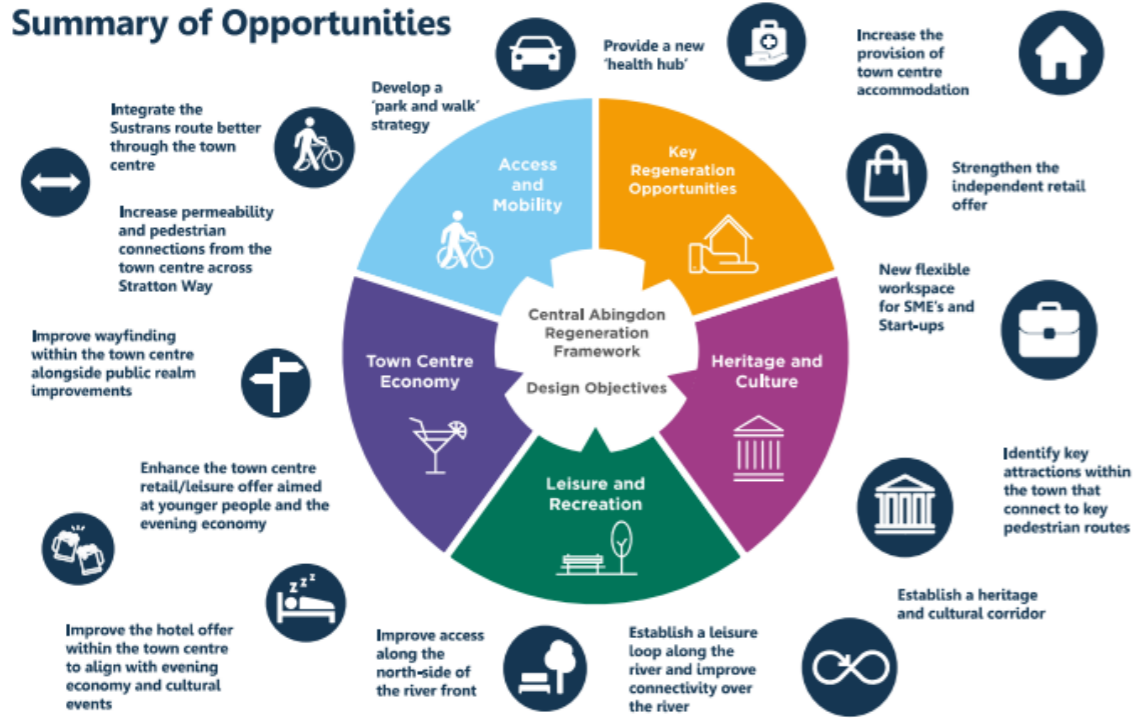 Summary of Opportunities
Develop a
'park and walk'
strategy
Provide a new
'health hub'
Increase the
provision of
town centre
accommodation
Integrate the
Sustrans route better
through the town
centre
Strengthen the
independent retail
offer
Increase permeability
and pedestrian
connections from the
town centre across
Stratton Way
New flexible
workspace
for SME's and
Start-ups
Improve wayfinding
within the town centre
alongside public realm
improvements
Access
and
Mobility
Key
Regeneration
Opportunities
Central Abingdon
Regeneration
Framework
Design Objectives
Town Centre
Economy
Heritage and
Culture
Leisure and
Recreation
Enhance the town centre
retail/leisure offer aimed
at younger people and the
evening economy
Identify key
attractions within
the town that
connect to key
pedestrian routes
zzz
Improve the hotel offer
within the town centre
to align with evening
economy and cultural
events
Improve access
along the
north-side of
the river front
Establish a leisure
loop along the
river and improve
connectivity over
the river
Establish a heritage
and cultural corridor